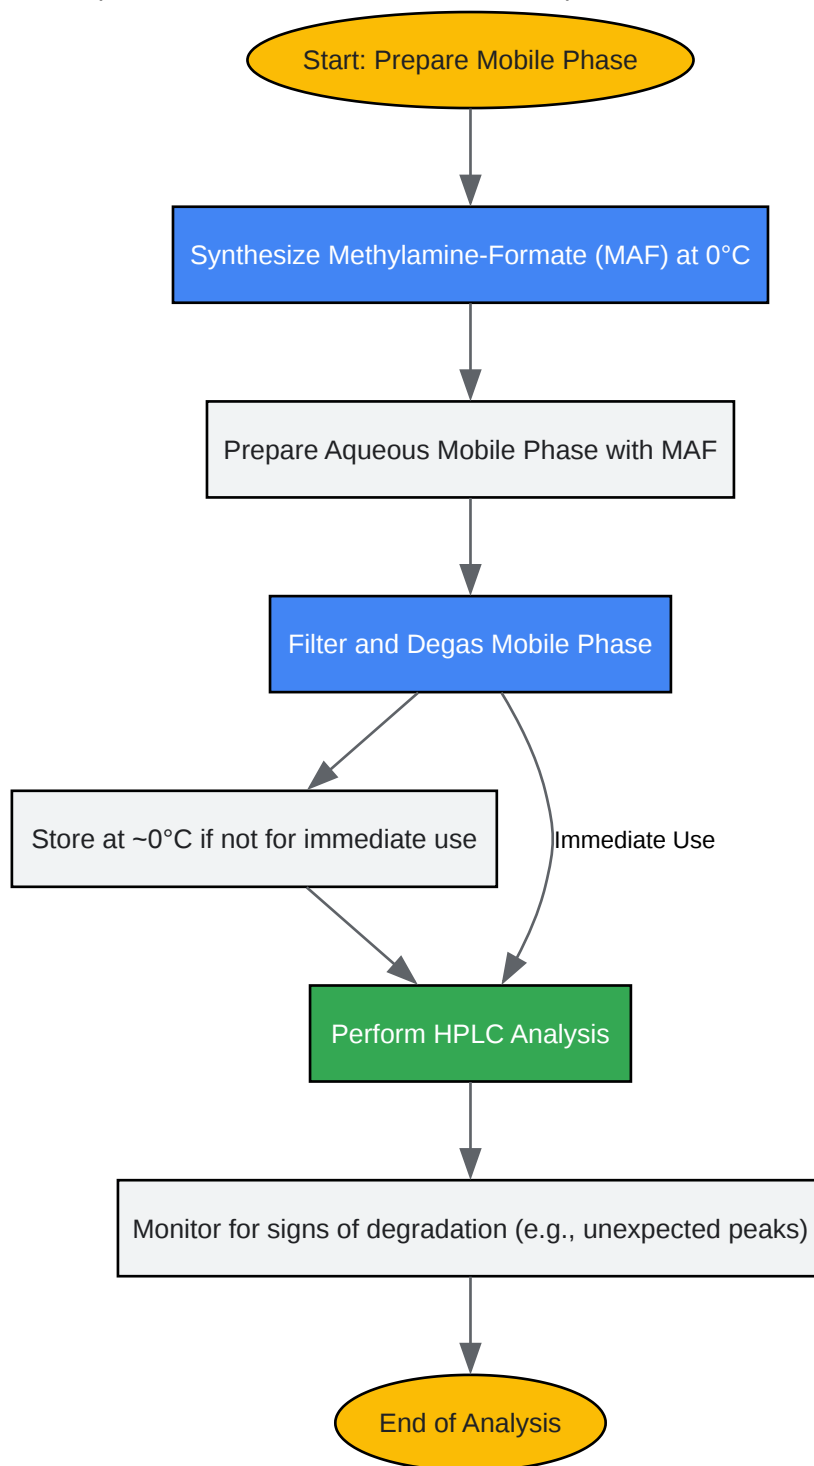 Start: Prepare Mobile Phase
Synthesize Methylamine-Formate (MAF) at 0°C
Prepare Aqueous Mobile Phase with MAF
Filter and Degas Mobile Phase
Store at ~0°C if not for immediate use
Immediate Use
Perform HPLC Analysis
Monitor for signs of degradation (e.g., unexpected peaks)
End of Analysis